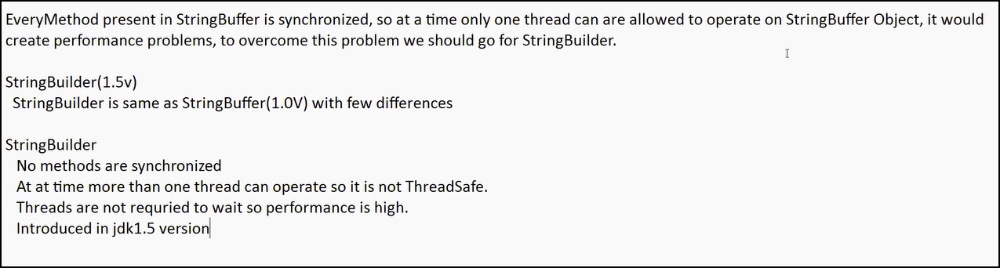 EveryMethod present in StringBuffer is synchronized, so at a time only one thread can are allowed to operate on StringBuffer Object, it would
create performance problems, to overcome this problem we should go for StringBuilder.
StringBuilder(1.5v)
StringBuilder is same as StringBuffer(1.0V) with few differences
StringBuilder
No methods are synchronized
At at time more than one thread can operate so it is not ThreadSafe.
Threads are not requried to wait so performance is high.
Introduced in jdk1.5 version